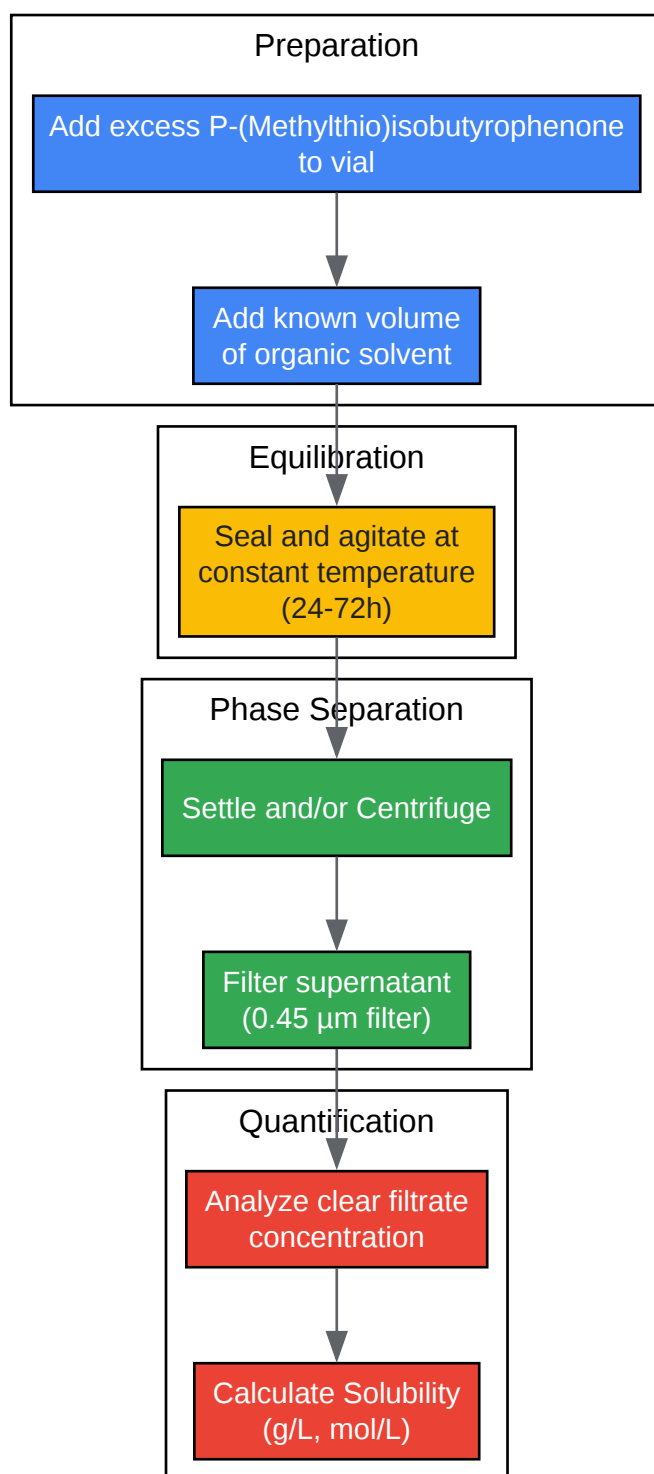 Preparation
Add excess P-(Methylthio)isobutyrophenone
to vial
Add known volume
of organic solvent
Equilibration
Seal and agitate at
constant temperature
(24-72h)
Phase Separation
Settle and/or Centrifuge
Filter supernatant
(0.45 µm filter)
Quantification
Analyze clear filtrate
concentration
Calculate Solubility
(g/L, mol/L)